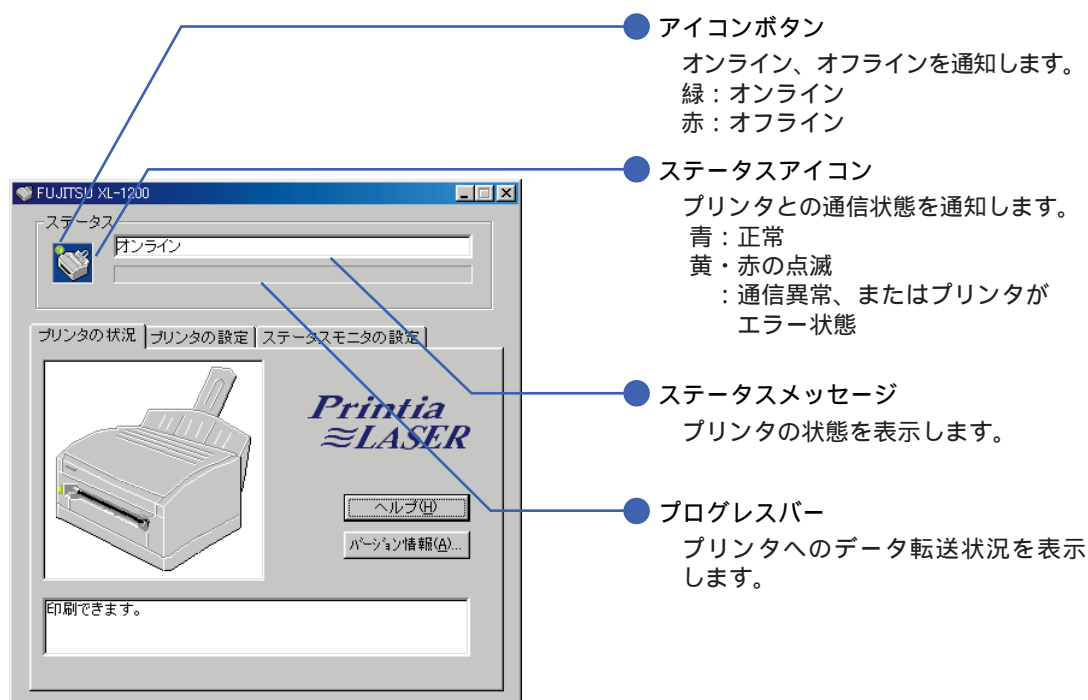 アイコンボタン
オンライン、オフラインを通知します。
緑：オンライン
赤：オフライン
ステータスアイコン
プリンタとの通信状態を通知します。
青：正常
黄・赤の点滅
：通信異常、またはプリンタが
エラー状態
ステータスメッセージ
プリンタの状態を表示します。
プログレスバー
プリンタへのデータ転送状況を表示
します。
FUJITSU XL-1200
ステータス
オンライン
プリンタの状況
プリンタの設定
ステータスモニタの設定
Printia
LASER
ヘルプ(H)
バージョン情報(A)...
印刷できます。